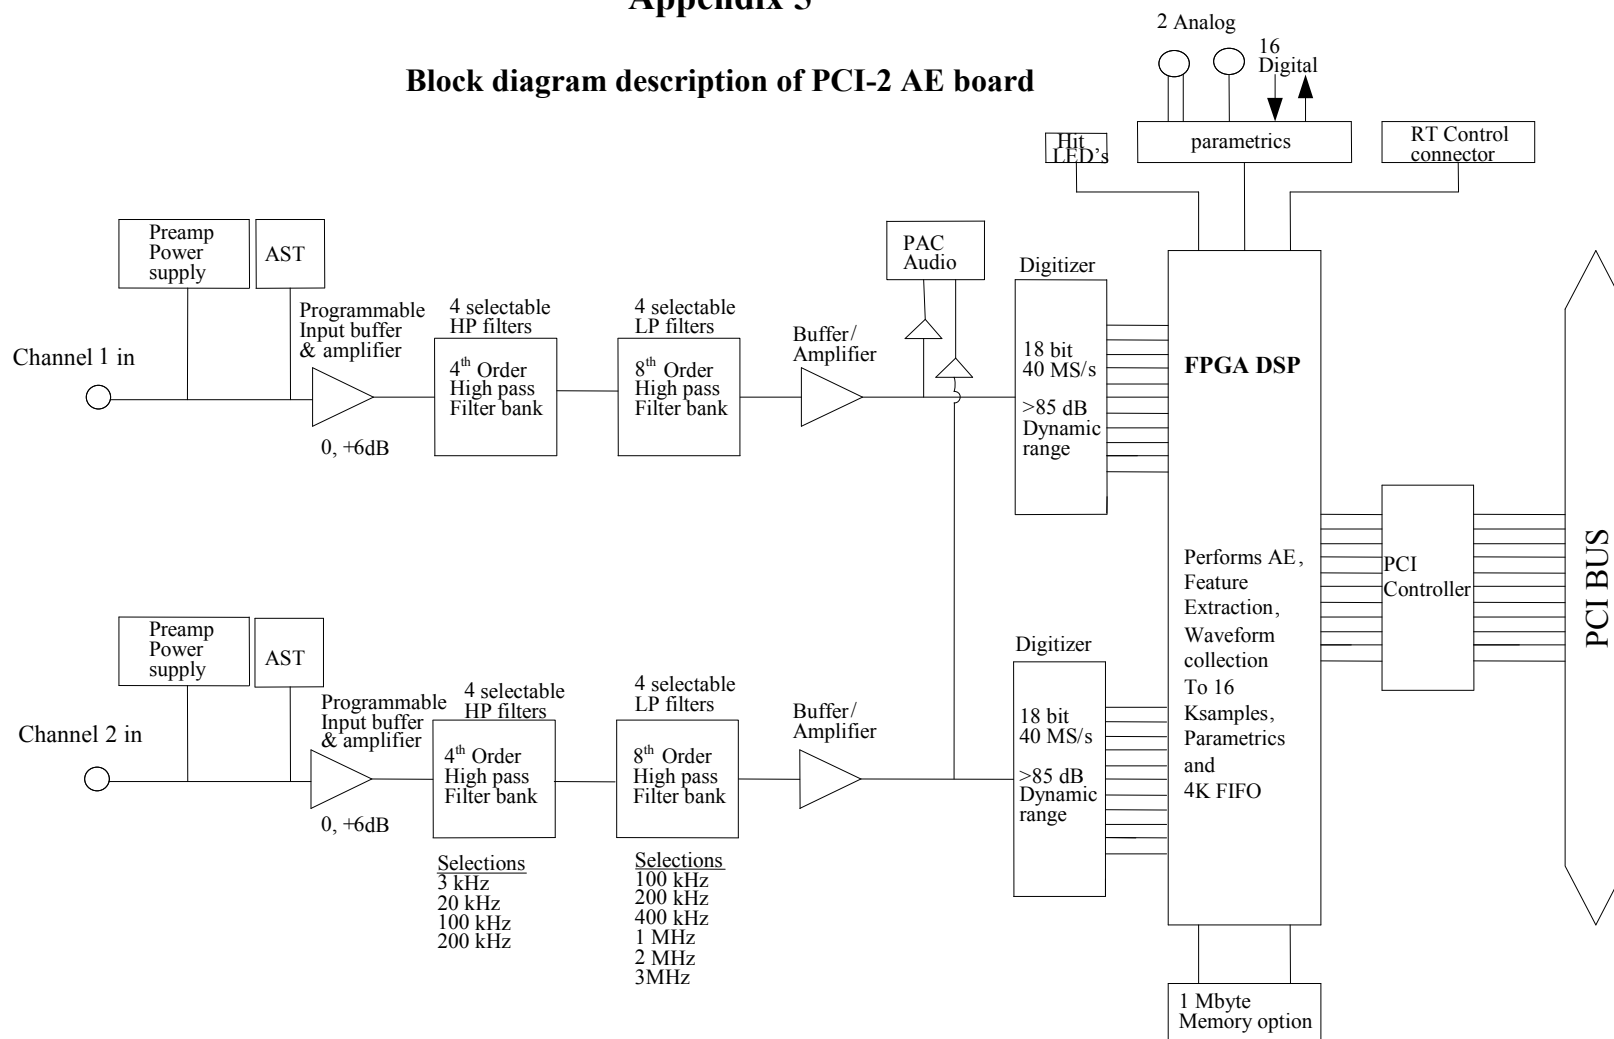 Appendix 5
Block diagram description of PCI-2 AE board
2 Analog
16
Digital
Hit
LED's
parametrics
RT Control
connector
Preamp
Power
supply
AST
Programmable
Input buffer
& amplifier
4 selectable
HP filters
4 selectable
LP filters
Buffer/
Amplifier
PAC
Audio
Digitizer
Channel 1 in
4th Order
High pass
Filter bank
8th Order
High pass
Filter bank
18 bit
40 MS/s
>85 dB
Dynamic
range
0, +6dB
FPGA DSP
Performs AE,
Feature
Extraction,
Waveform
collection
To 16
Ksamples,
Parametrics
and
4K FIFO
PCI
Controller
PCI BUS
Preamp
Power
supply
AST
Programmable
Input buffer
& amplifier
4 selectable
HP filters
4 selectable
LP filters
Buffer/
Amplifier
Digitizer
Channel 2 in
4th Order
High pass
Filter bank
8th Order
High pass
Filter bank
18 bit
40 MS/s
>85 dB
Dynamic
range
0, +6dB
Selections
3 kHz
20 kHz
100 kHz
200 kHz
Selections
100 kHz
200 kHz
400 kHz
1 MHz
2 MHz
3MHz
1 Mbyte
Memory option